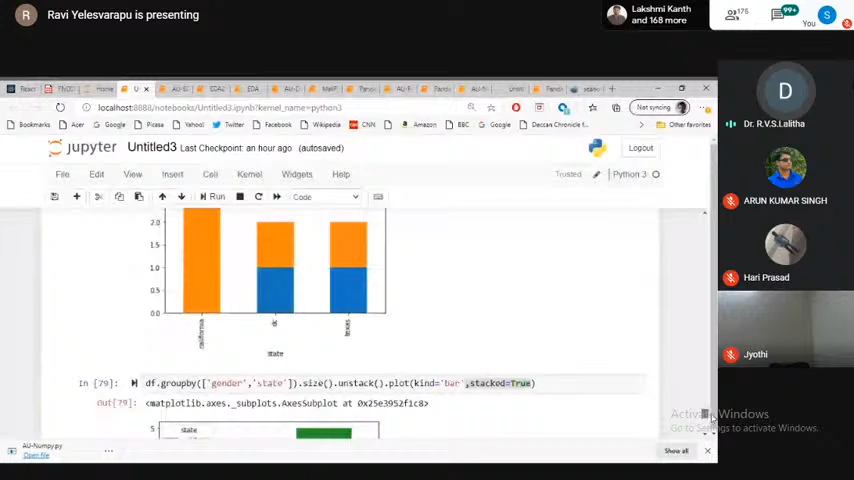 R Ravi Yelesvarapu is presenting
Lakshmi Kanth
and 168 more
175
99+
You S
localhost:8888/notebooks/Untitled3.ipynb?kernel_name=python3
Not syncing
Bookmarks Acer Google Picasa Twitter Facebook Wikipedia CNN Amazon BBC Google Deccan Chronicle f... Other favorites
jupyter Untitled3 Last Checkpoint: an hour ago (autosaved)
Logout
File Edit View Insert Cell Kernel Widgets Help Trusted Python 3
Run Code
2.0
1.5
1.0
0.5
0.0
california
dc
texas
state
In [79]: df.groupby(['gender','state']).size().unstack().plot(kind='bar',stacked=True)
Out[79]: <matplotlib.axes._subplots.AxesSubplot at 0x25e3952f1c8>
5
state
AU-Numpy.py
Open file
Show all
D
Dr. R.V.S.Lalitha
ARUN KUMAR SINGH
Hari Prasad
Jyothi
Activate Windows
Go to Settings to activate Windows.